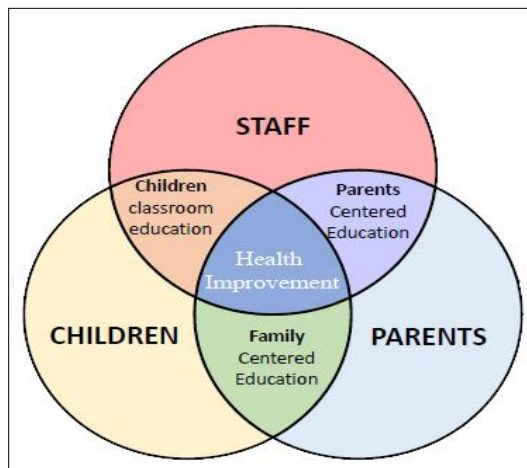 STAFF
Children
classroom
education
Parents
Centered
Education
Health
Improvement
CHILDREN
PARENTS
Family
Centered
Education